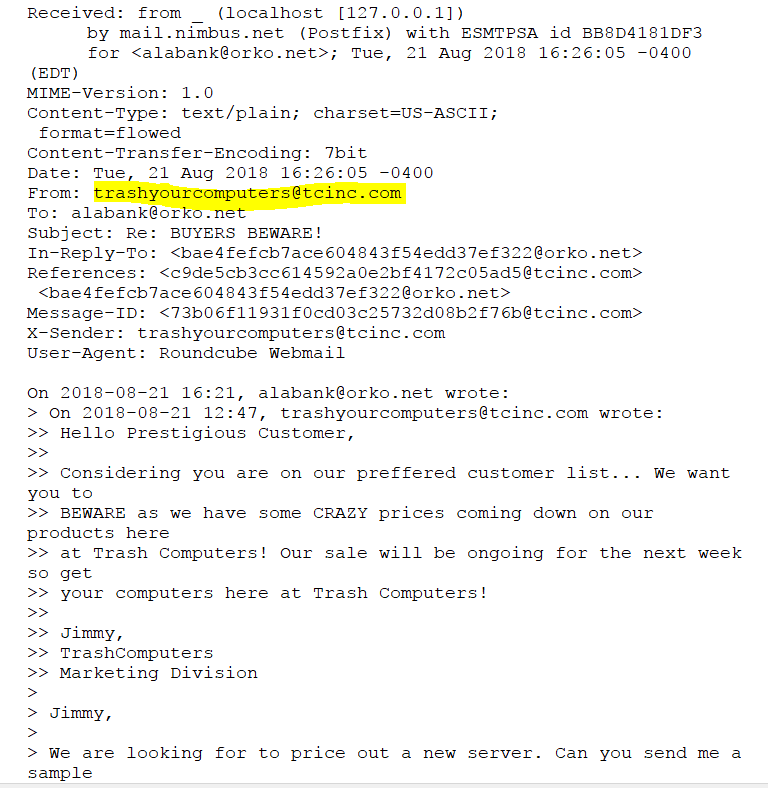 Received: from _ (localhost [127.0.0.1])
by mail.nimbus.net (Postfix) with ESMTPSA id BB8D4181DF3
for <alabank@orko.net>; Tue, 21 Aug 2018 16:26:05 -0400
(EDT)
MIME-Version: 1.0
Content-Type: text/plain; charset=US-ASCII;
format=flowed
Content-Transfer-Encoding: 7bit
Date: Tue, 21 Aug 2018 16:26:05 -0400
From: trashyourcomputers@tcinc.com
To: alabank@orko.net
Subject: Re: BUYERS BEWARE!
In-Reply-To: <bae4fefcb7ace604843f54edd37ef322@orko.net>
References: <c9de5cb3cc614592a0e2bf4172c05ad5@tcinc.com>
<bae4fefcb7ace604843f54edd37ef322@orko.net>
Message-ID: <73b06f11931f0cd03c25732d08b2f76b@tcinc.com>
X-Sender: trashyourcomputers@tcinc.com
User-Agent: Roundcube Webmail

On 2018-08-21 16:21, alabank@orko.net wrote:
> On 2018-08-21 12:47, trashyourcomputers@tcinc.com wrote:
>> Hello Prestigious Customer,
>>
>> Considering you are on our preffered customer list... We want
you to
>> BEWARE as we have some CRAZY prices coming down on our
products here
>> at Trash Computers! Our sale will be ongoing for the next week
so get
>> your computers here at Trash Computers!
>>
>> Jimmy,
>> TrashComputers
>> Marketing Division
>
> Jimmy,
>
> We are looking for to price out a new server. Can you send me a
sample